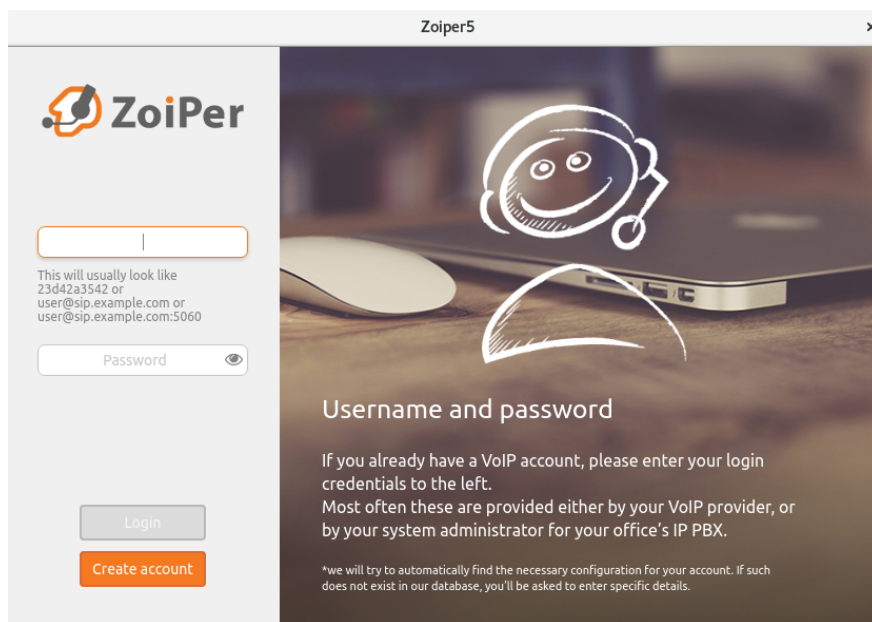 Zoiper5
ZoiPer
This will usually look like
23d42a3542 or
user@sip.example.com or
user@sip.example.com:5060
Password
Login
Create account
Username and password
If you already have a VoIP account, please enter your login
credentials to the left.
Most often these are provided either by your VoIP provider, or
by your system administrator for your office's IP PBX.
*we will try to automatically find the necessary configuration for your account. If such
does not exist in our database, you'll be asked to enter specific details.